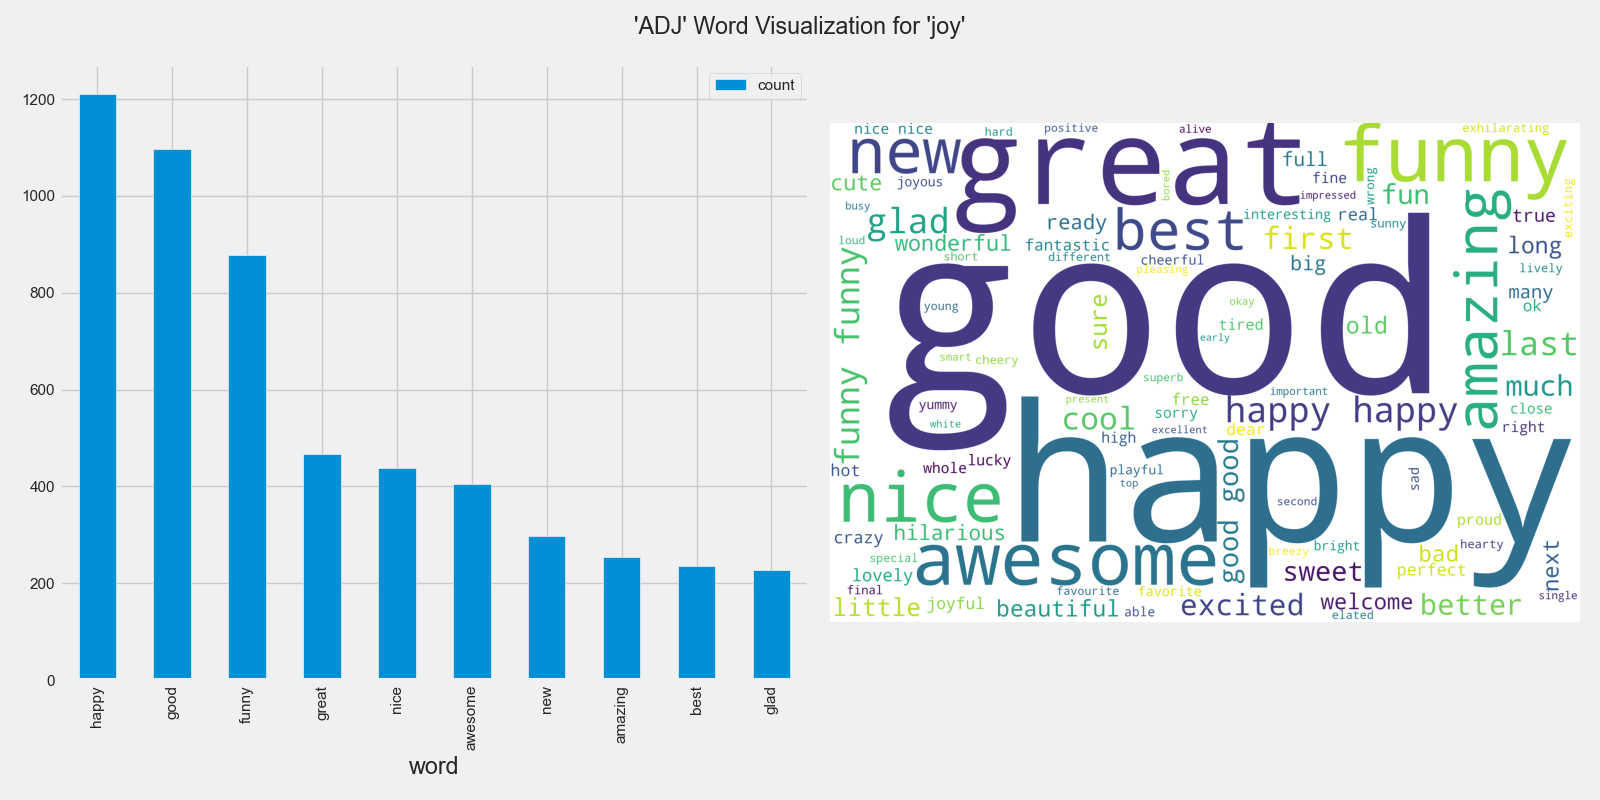 'ADJ' Word Visualization for 'joy'
count
1200
1000
800
600
400
200
0
happy
good
funny
great
nice
awesome
new
amazing
best
glad
word
nice nice
hard
positive
alive
exhilarating
new
great
funny
full
cute
joyous
bored
fine
wrong
impressed
fun
exciting
busy
glad
ready
best
interesting
real
sunny
true
loud
wonderful
fantastic
first
long
short
different
cheerful
pleasing
big
lively
amazing
good
young
okay
many
ok
sure
tired
old
early
last
funny funny
smart
cheery
superb
important
much
yummy
present
free
happy happy
close
white
cool
sorry
dear
right
high
excellent
hot
whole
lucky
playful
top
good good
happy
sad
second
nice
hilarious
crazy
proud
special
awesome
breezy
bright
bad
hearty
lovely
sweet
perfect
next
final
favourite
favorite
single
little
joyful
beautiful
able
excited
welcome
better
elated